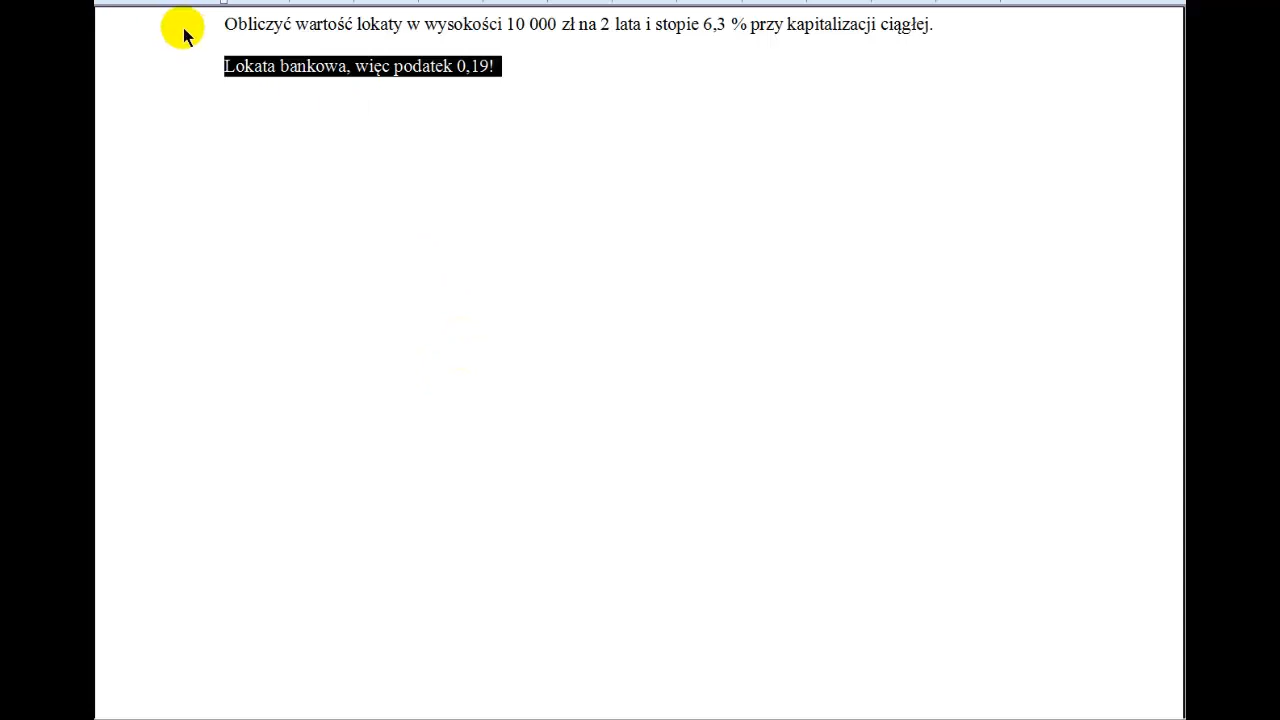 Obliczyć wartość lokaty w wysokości 10 000 zł na 2 lata i stopie 6,3 % przy kapitalizacji ciągłej.
Lokata bankowa, więc podatek 0,19!